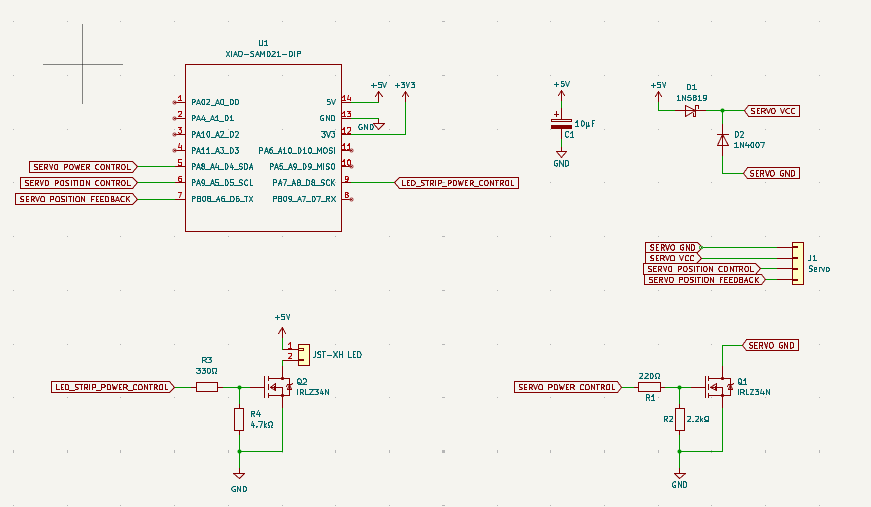 U1
XIAO-SAMD21-DIP
+5V
+3V3
1
PA02_A0_D0
5V
14
2
PA4_A1_D1
GND
13
GND
3
PA10_A2_D2
3V3
12
4
PA11_A3_D3
PA6_A10_D10_MOSI
11
SERVO POWER CONTROL
5
PA8_A4_D4_SDA
PA5_A9_D9_MISO
10
SERVO POSITION CONTROL
6
PA9_A5_D5_SCL
PA7_A8_D8_SCK
9
LED_STRIP_POWER_CONTROL
SERVO POSITION FEEDBACK
7
PB08_A6_D6_TX
PB09_A7_D7_RX
8
+5V
+
10µF
C1
GND
+5V
D1
1N5819
SERVO VCC
D2
1N4007
SERVO GND
SERVO GND
SERVO VCC
SERVO POSITION CONTROL
SERVO POSITION FEEDBACK
J1
Servo
+5V
1
2
JST-XH LED
R3
330Ω
LED_STRIP_POWER_CONTROL
Q2
IRLZ34N
R4
4.7kΩ
GND
SERVO GND
220Ω
SERVO POWER CONTROL
R1
Q1
IRLZ34N
R2
2.2kΩ
GND